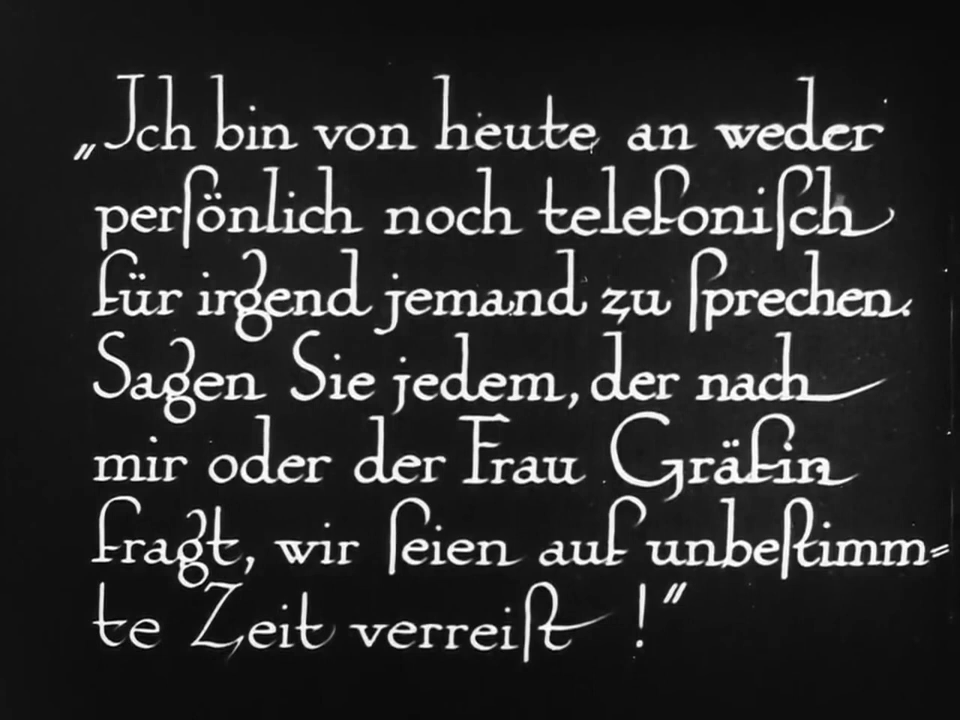 „Ich bin von heute an weder
perſönlich noch telefoniſch
für irgend jemand zu ſprechen.
Sagen Sie jedem, der nach
mir oder der Frau Gräfin
fragt, wir ſeien auf unbeſtimm⸗
te Zeit verreiſt !"